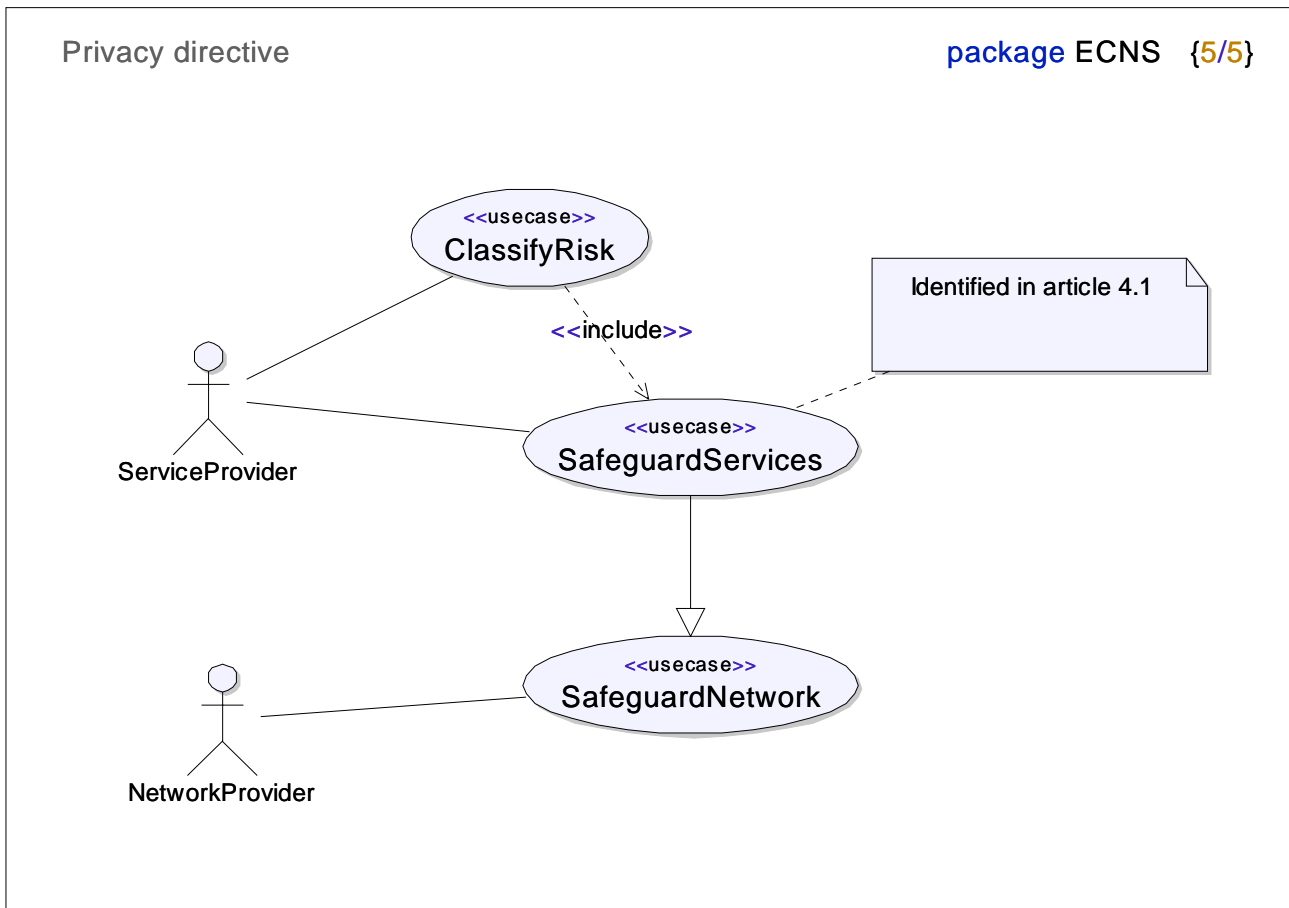 Privacy directive
package ECNS {5/5}
<<usecase>>
ClassifyRisk
Identified in article 4.1
<<include>>
<<usecase>>
SafeguardServices
ServiceProvider
<<usecase>>
SafeguardNetwork
NetworkProvider